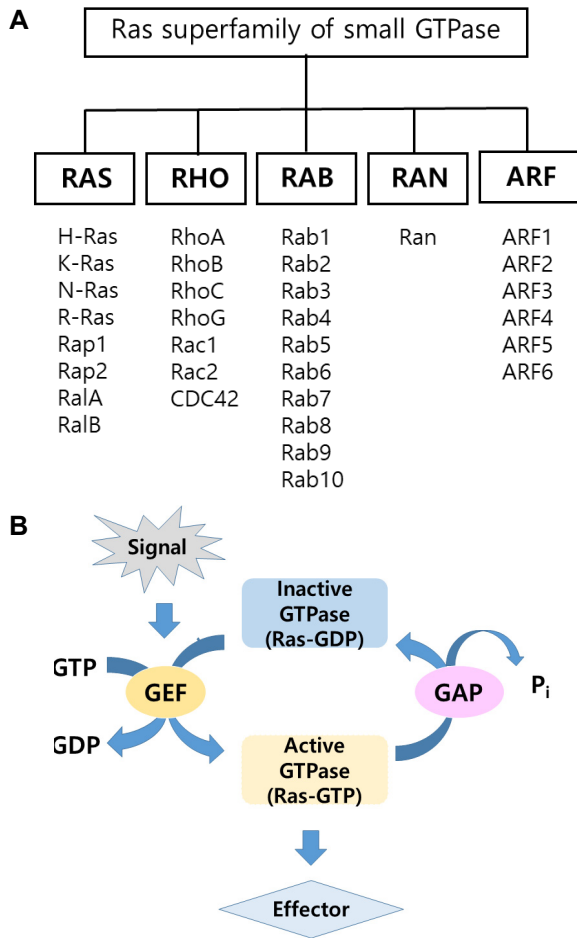 A
Ras superfamily of small GTPase
RAS RHO RAB RAN ARF
H-Ras RhoA Rab1 Ran ARF1
K-Ras RhoB Rab2 ARF2
N-Ras RhoC Rab3 ARF3
R-Ras RhoG Rab4 ARF4
Rap1 Rac1 Rab5 ARF5
Rap2 Rac2 Rab6 ARF6
RalA CDC42 Rab7
RalB Rab8
Rab9
Rab10
B
Signal
Inactive
GTPase
(Ras-GDP)
GTP
GEF
GAP
Pi
GDP
Active
GTPase
(Ras-GTP)
Effector